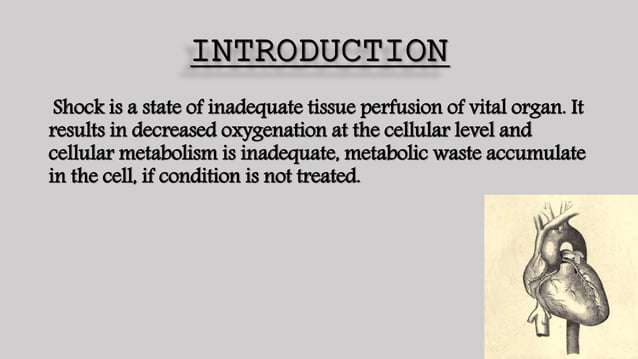 INTRODUCTION
Shock is a state of inadequate tissue perfusion of vital organ. It
results in decreased oxygenation at the cellular level and
cellular metabolism is inadequate, metabolic waste accumulate
in the cell, if condition is not treated.